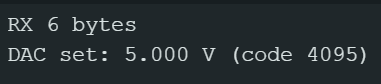 RX 6 bytes
DAC set: 5.000 V (code 4095)